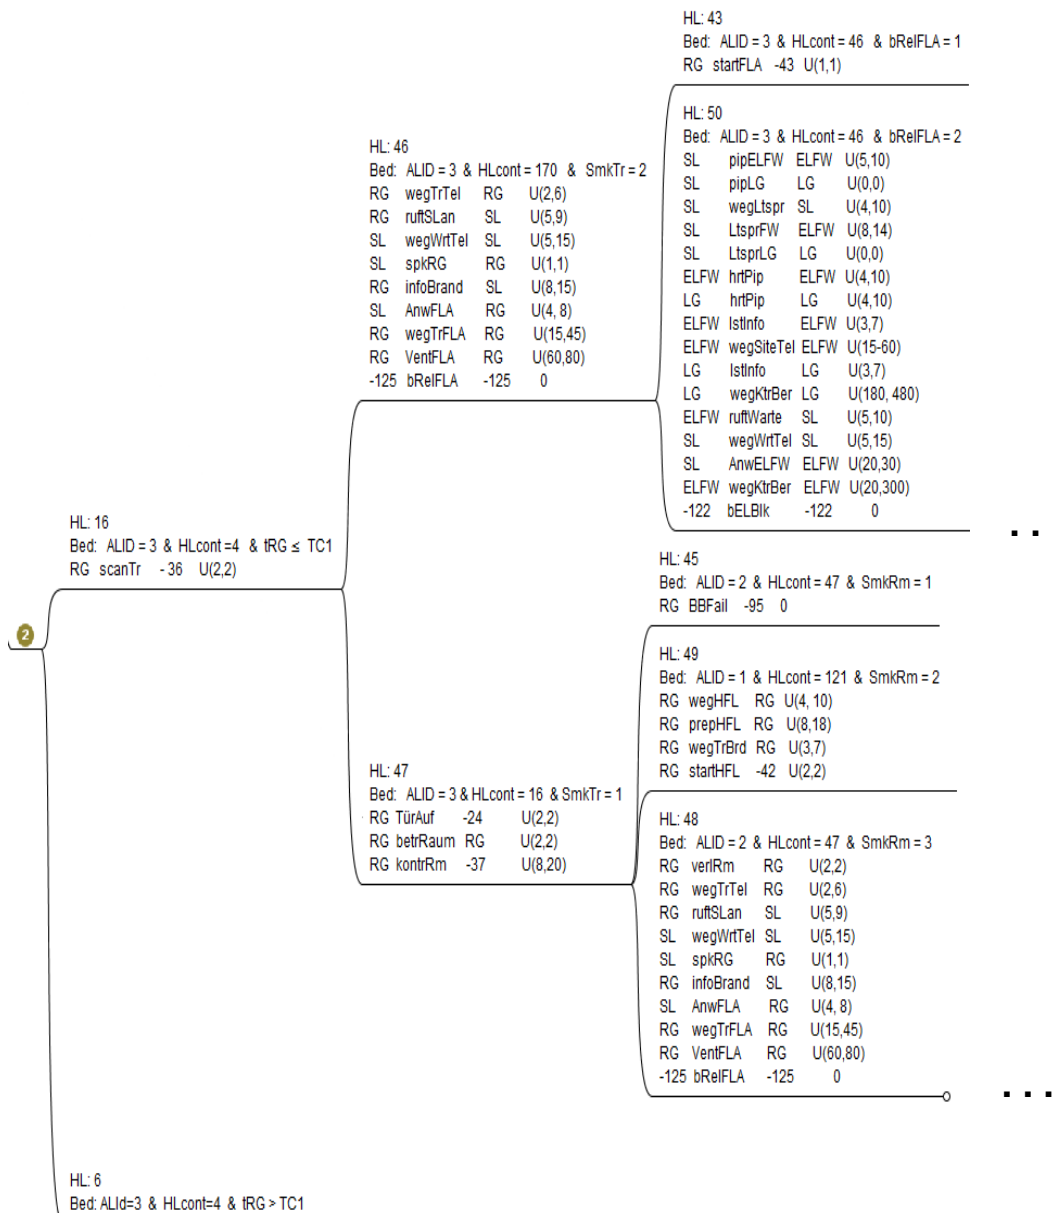 HL: 43
Bed: ALID = 3 & HLcont = 46 & bRelFLA = 1
RG startFLA -43 U(1,1)
HL: 50
Bed: ALID = 3 & HLcont = 46 & bRelFLA = 2
SL pipELFW ELFW U(5,10)
SL pipLG LG U(0,0)
SL wegLtspr SL U(4,10)
SL LtsprFW ELFW U(8,14)
SL LtsprLG LG U(0,0)
ELFW hrtPip ELFW U(4,10)
LG hrtPip LG U(4,10)
ELFW lstInfo ELFW U(3,7)
ELFW wegSiteTel ELFW U(15-60)
LG lstInfo LG U(3,7)
LG wegKtrBer LG U(180, 480)
ELFW ruftWarte SL U(5,10)
SL wegWrtTel SL U(5,15)
SL AnwELFW ELFW U(20,30)
ELFW wegKtrBer ELFW U(20,300)
-122 bELBlk -122 0
. .
HL: 46
Bed: ALID = 3 & HLcont = 170 & SmkTr = 2
RG wegTrTel RG U(2,6)
RG ruftSLan SL U(5,9)
SL wegWrtTel SL U(5,15)
SL spkRG RG U(1,1)
RG infoBrand SL U(8,15)
SL AnwFLA RG U(4, 8)
RG wegTrFLA RG U(15,45)
RG VentFLA RG U(60,80)
-125 bRelFLA -125 0
HL: 16
Bed: ALID = 3 & HLcont =4 & tRG ≤ TC1
RG scanTr - 36 U(2,2)
2
HL: 45
Bed: ALID = 2 & HLcont = 47 & SmkRm = 1
RG BBFail -95 0
HL: 49
Bed: ALID = 1 & HLcont = 121 & SmkRm = 2
RG wegHFL RG U(4, 10)
RG prepHFL RG U(8,18)
RG wegTrBrd RG U(3,7)
RG startHFL -42 U(2,2)
HL: 47
Bed: ALID = 3 & HLcont = 16 & SmkTr = 1
RG TürAuf -24 U(2,2)
RG betrRaum RG U(2,2)
RG kontrRm -37 U(8,20)
HL: 48
Bed: ALID = 2 & HLcont = 47 & SmkRm = 3
RG verlRm RG U(2,2)
RG wegTrTel RG U(2,6)
RG ruftSLan SL U(5,9)
SL wegWrtTel SL U(5,15)
SL spkRG RG U(1,1)
RG infoBrand SL U(8,15)
SL AnwFLA RG U(4, 8)
RG wegTrFLA RG U(15,45)
RG VentFLA RG U(60,80)
-125 bRelFLA -125 0
. . .
HL: 6
Bed: ALId=3 & HLcont=4 & tRG > TC1